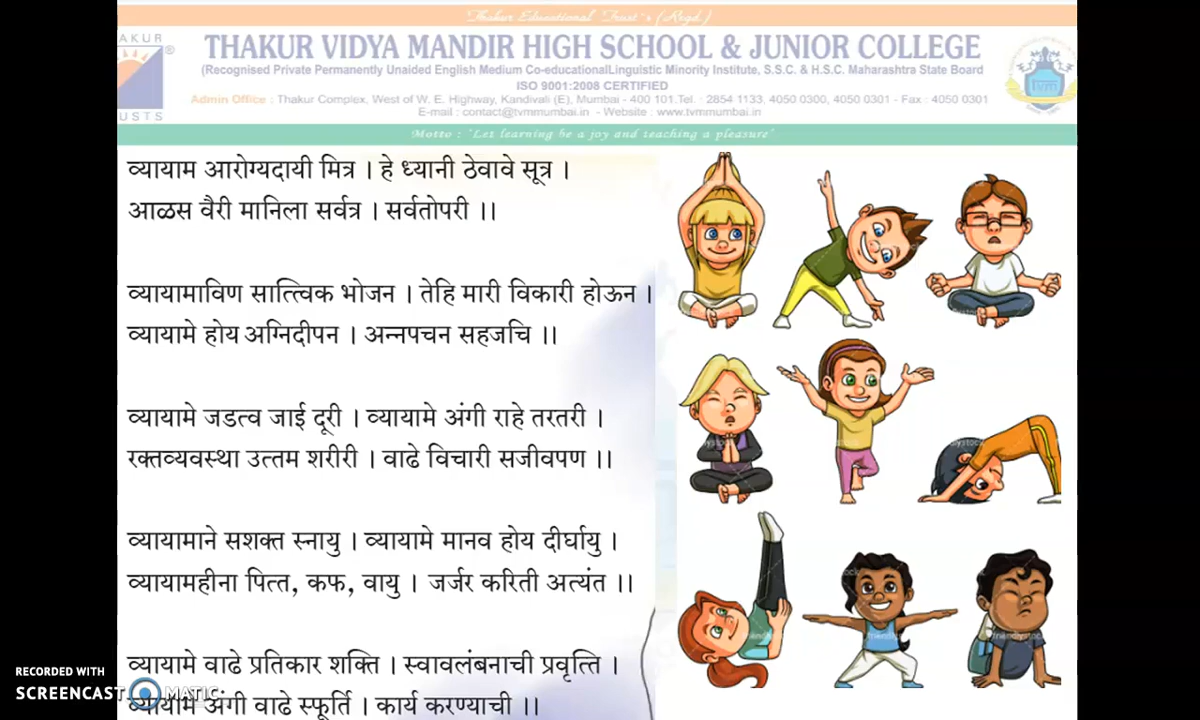 Thakur Educational Trust's (Regd.)
AKUR
®
USTS
THAKUR VIDYA MANDIR HIGH SCHOOL & JUNIOR COLLEGE
(Recognised Private Permanently Unaided English Medium Co-educationalLinguistic Minority Institute, S.S.C. & H.S.C. Maharashtra State Board
ISO 9001:2008 CERTIFIED
Admin Office : Thakur Complex, West of W. E. Highway, Kandivali (E), Mumbai - 400 101.Tel. : 2854 1133, 4050 0300, 4050 0301 - Fax : 4050 0301
E-mail : contact@tvmmumbai.in - Website : www.tvmmumbai.in
tvm
Motto : "Let learning be a joy and teaching a pleasure"
व्यायाम आरोग्यदायी मित्र । हे ध्यानी ठेवावे सूत्र ।
आळस वैरी मानिला सर्वत्र । सर्वतोपरी ।।
व्यायामाविण सात्त्विक भोजन । तेहि मारी विकारी होऊन ।
व्यायामे होय अग्निदीपन । अन्नपचन सहजचि ।।
व्यायामे जडत्व जाई दूरी । व्यायामे अंगी राहे तरतरी ।
रक्तव्यवस्था उत्तम शरीरी । वाढे विचारी सजीवपण ।।
व्यायामाने सशक्त स्नायु । व्यायामे मानव होय दीर्घायु ।
व्यायामहीना पित्त, कफ, वायु । जर्जर करिती अत्यंत ।।
व्यायामे वाढे प्रतिकार शक्ति । स्वावलंबनाची प्रवृत्ति ।
व्यायामे अंगी वाढे स्फूर्ति । कार्य करण्याची ।।
RECORDED WITH
SCREENCAST MATIC